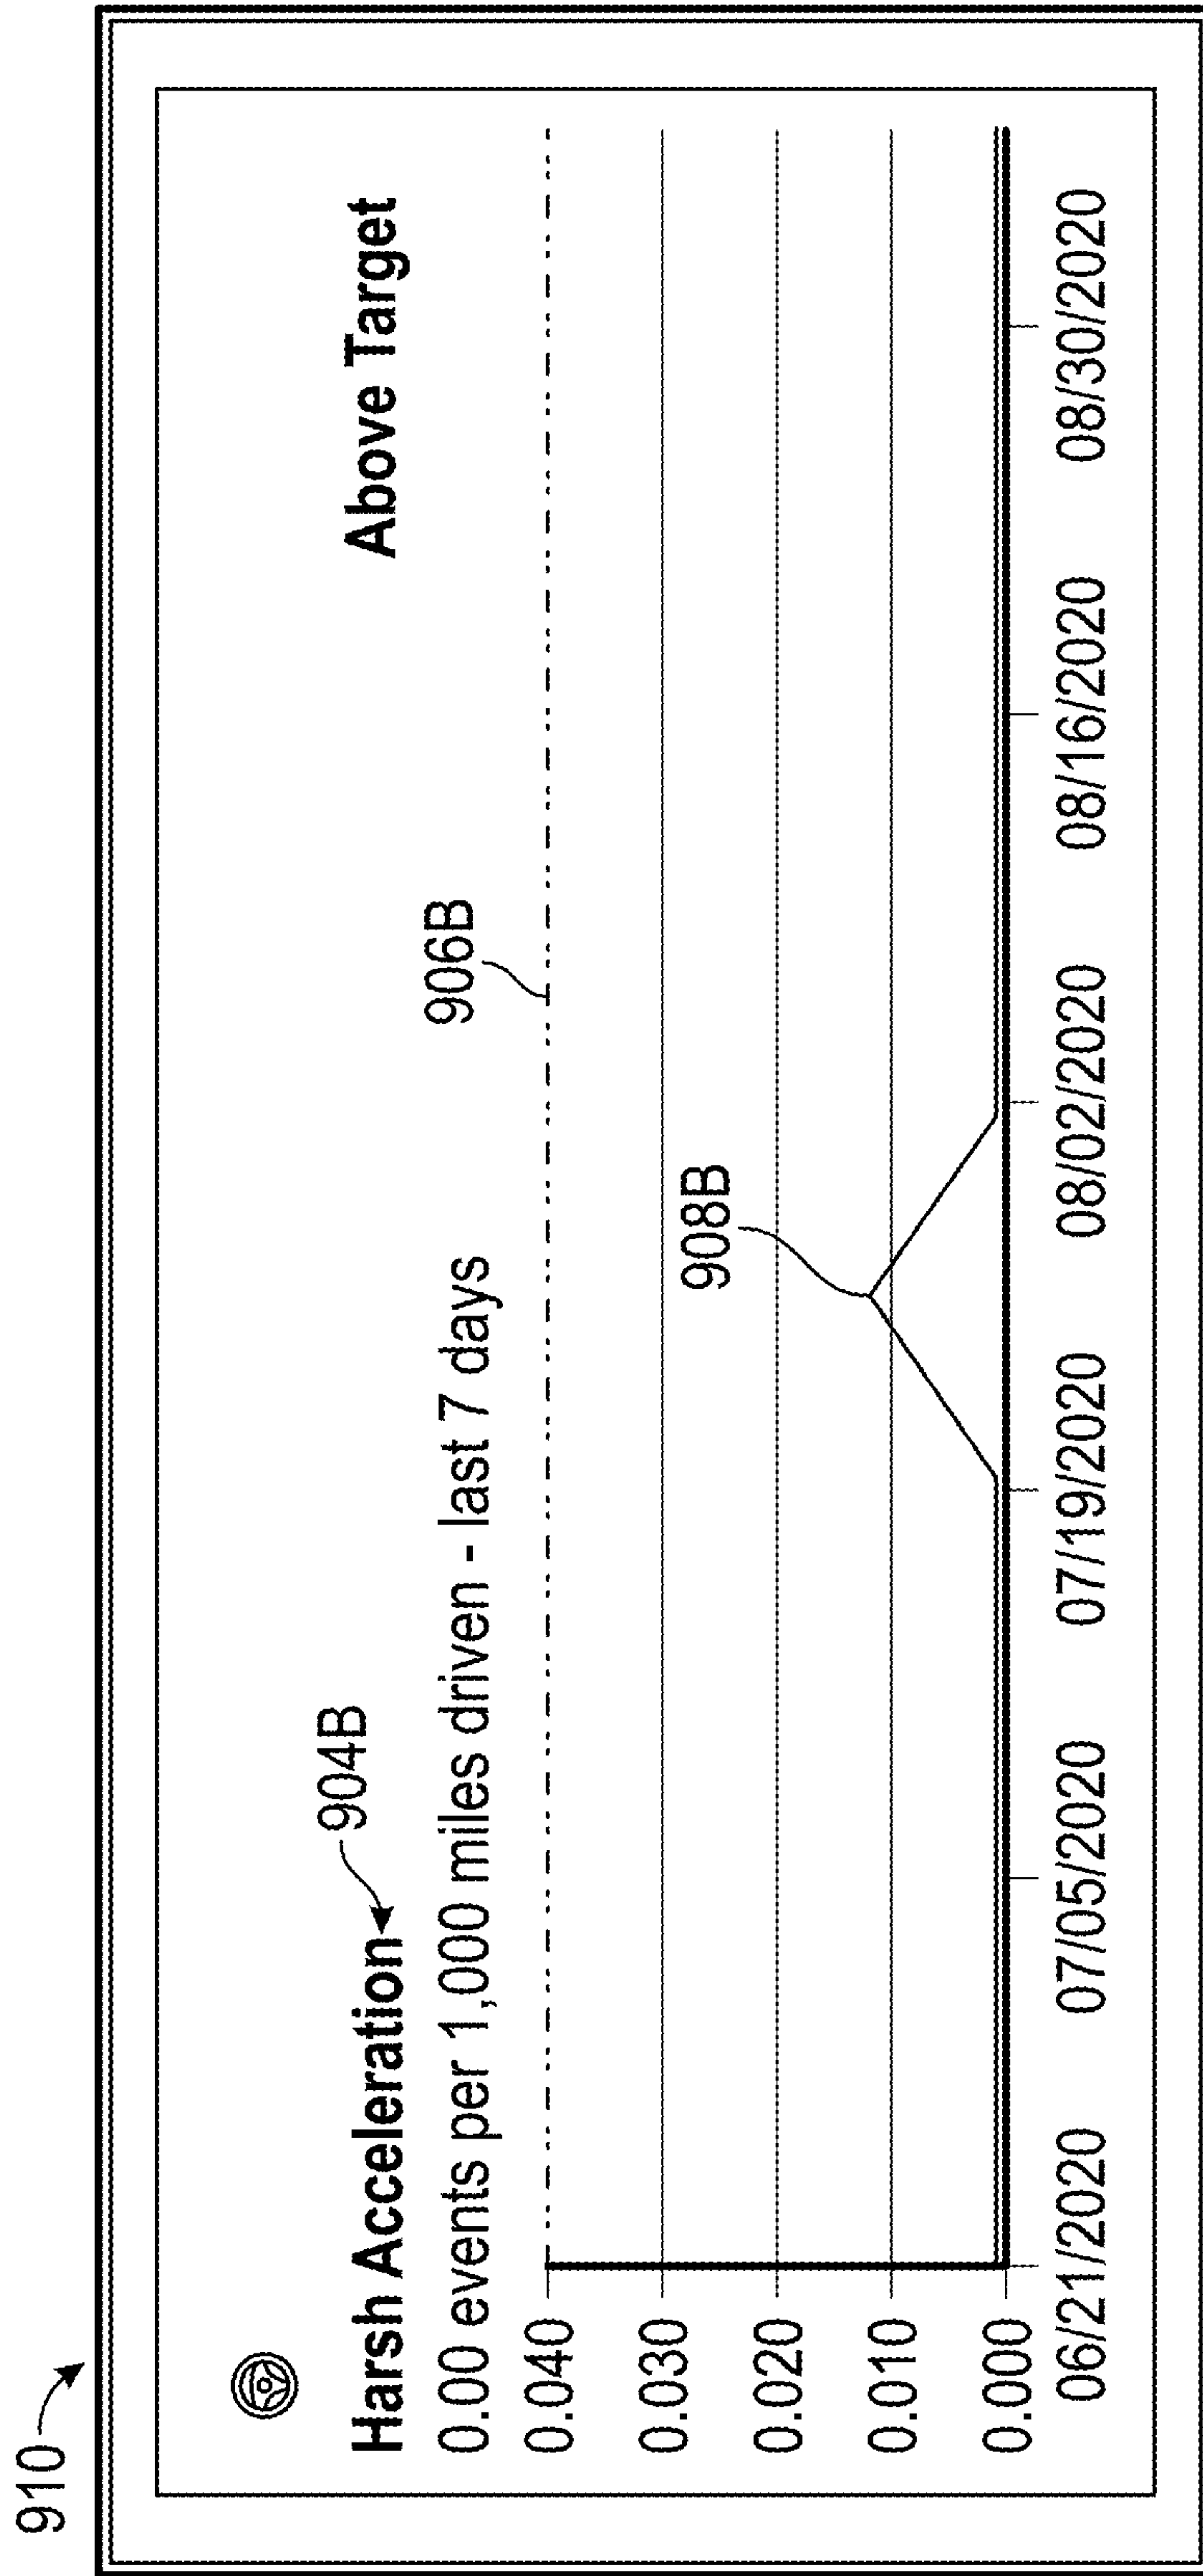 910
Harsh Acceleration
904B
Above Target
0.00 events per 1,000 miles driven - last 7 days
906B
0.040
0.030
0.020
908B
0.010
0.000
06/21/2020 07/05/2020 07/19/2020 08/02/2020 08/16/2020 08/30/2020